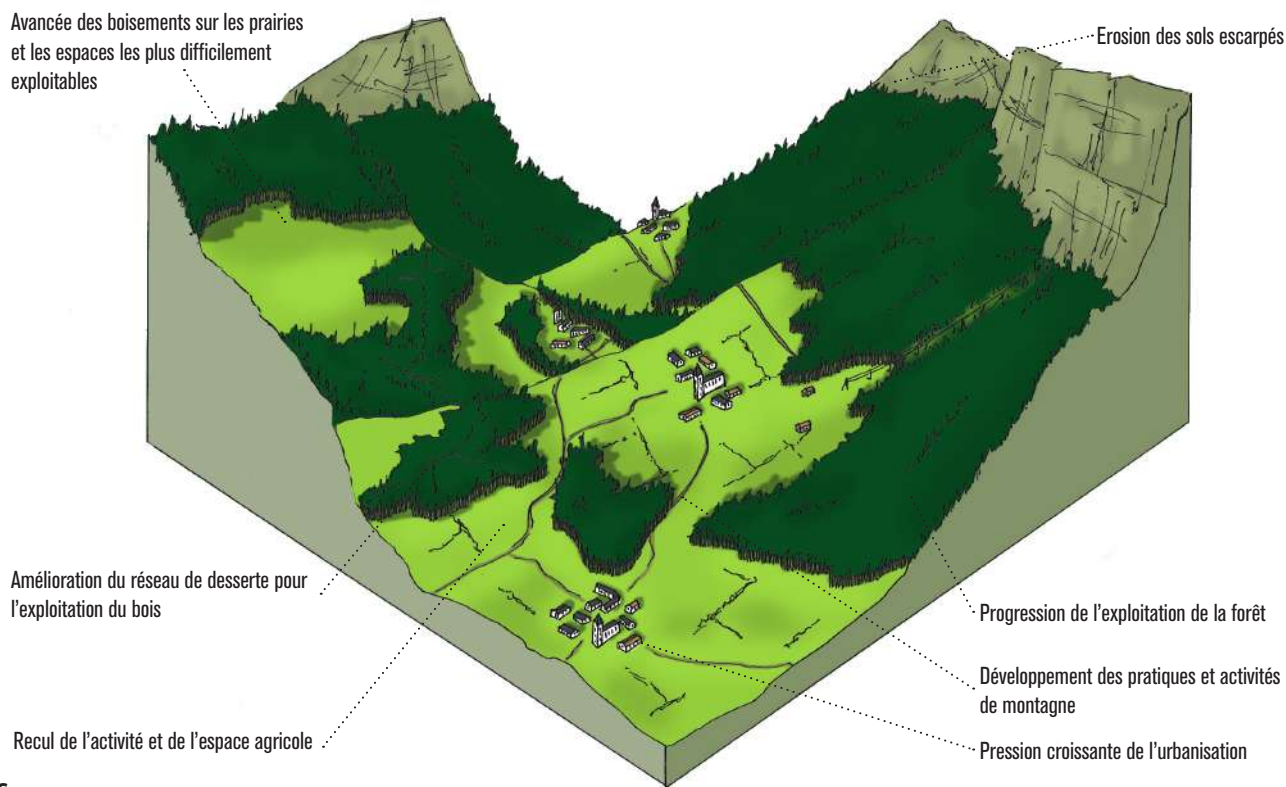 Avancée des boisements sur les prairies
et les espaces les plus difficilement
exploitables
Erosion des sols escarpés
Amélioration du réseau de desserte pour
l'exploitation du bois
Progression de l'exploitation de la forêt
Développement des pratiques et activités
de montagne
Recul de l'activité et de l'espace agricole
Pression croissante de l'urbanisation